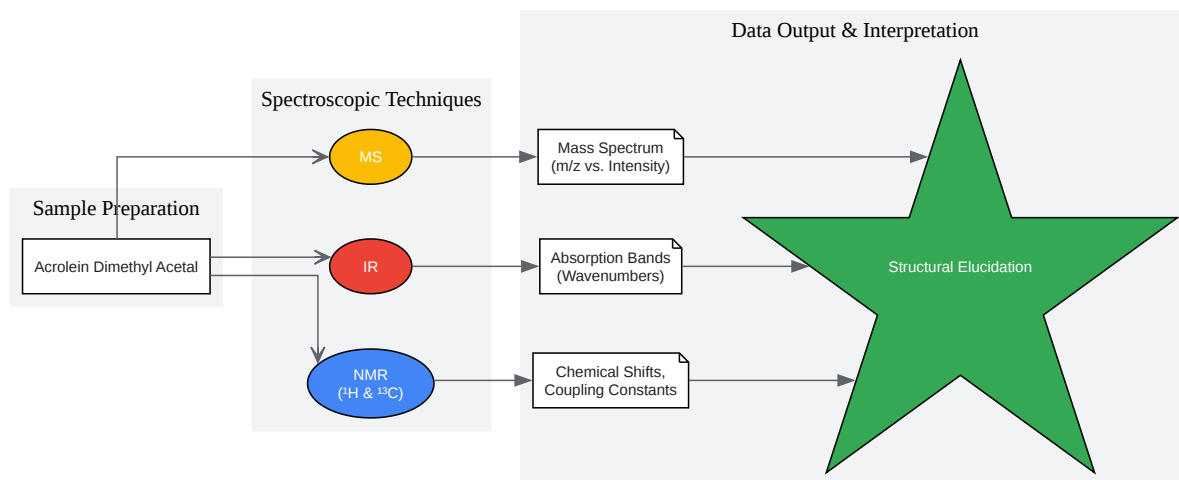 Data Output & Interpretation
Spectroscopic Techniques
MS
Mass Spectrum
(m/z vs. Intensity)
Sample Preparation
Acrolein Dimethyl Acetal
IR
Absorption Bands
(Wavenumbers)
Structural Elucidation
NMR
(¹H & ¹³C)
Chemical Shifts,
Coupling Constants